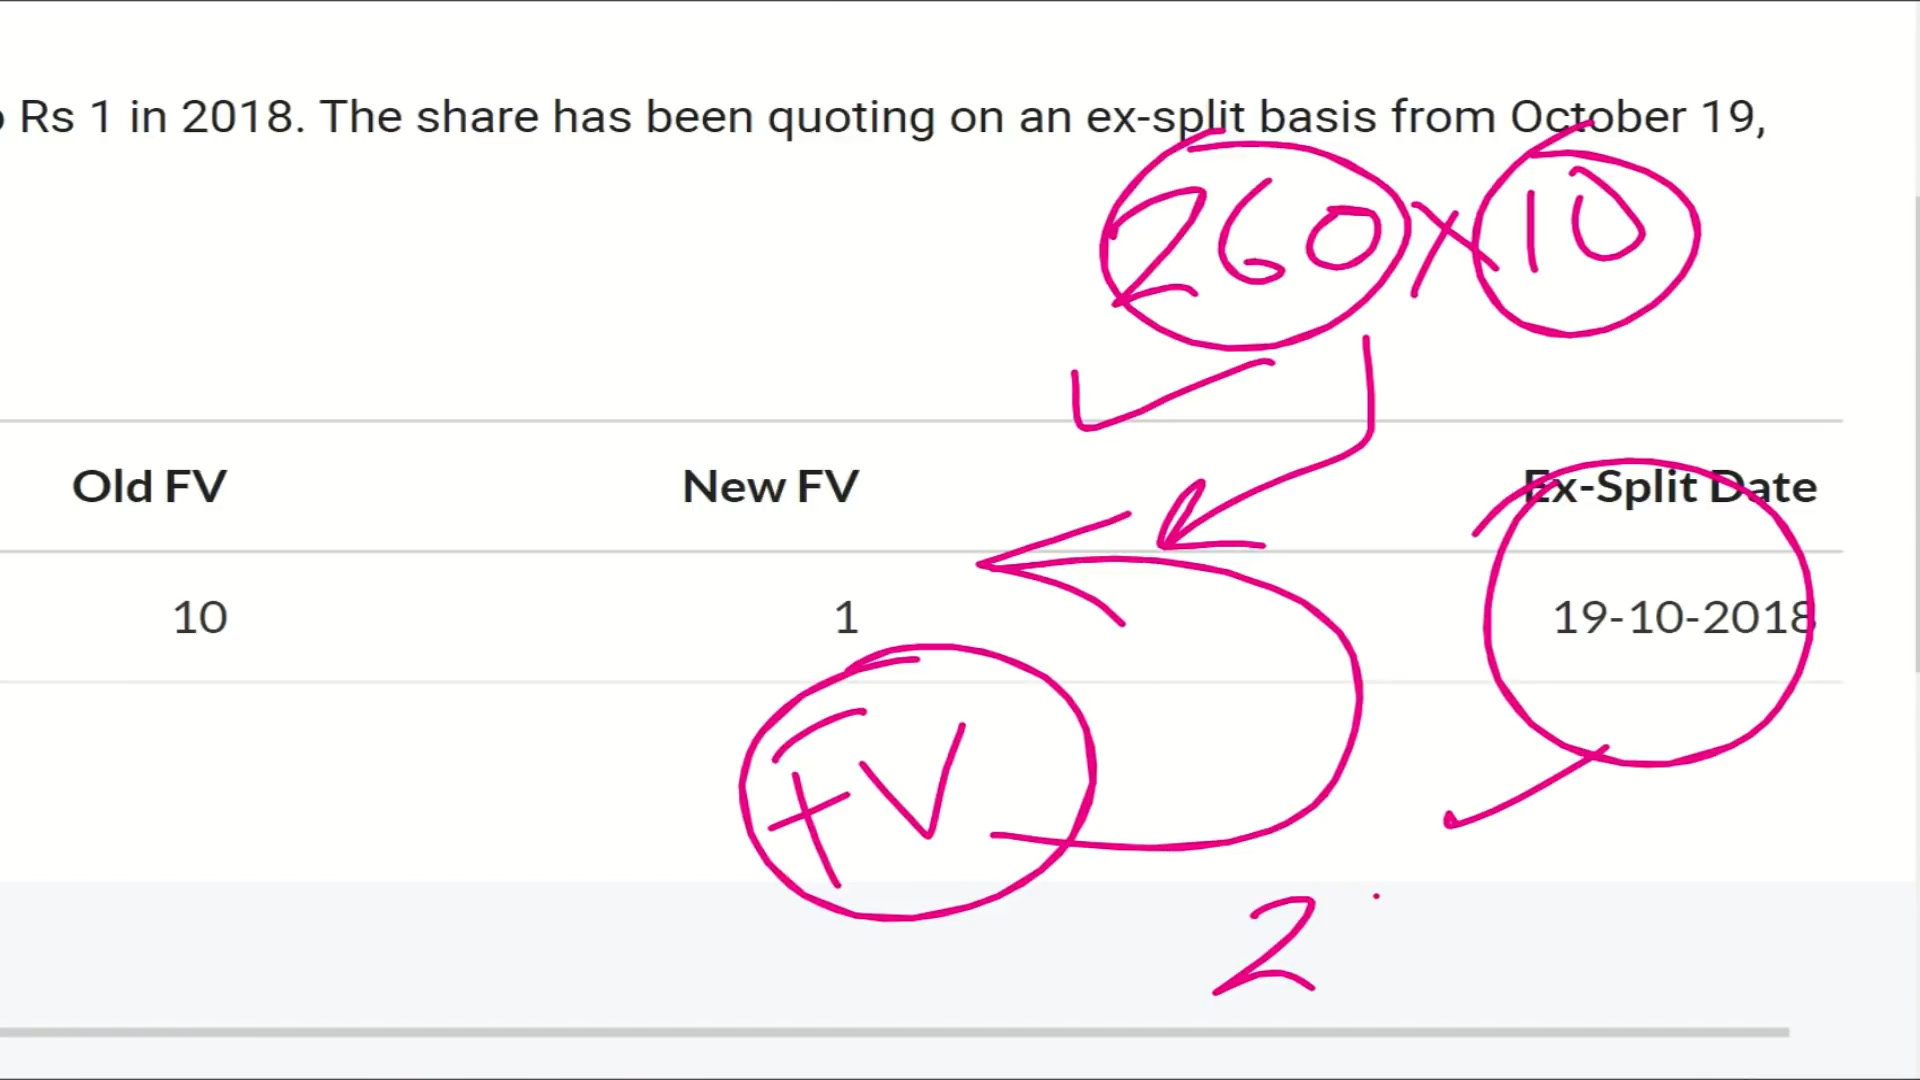 Rs 1 in 2018. The share has been quoting on an ex-split basis from October 19,
260 x 10
Old FV New FV Ex-Split Date
10 1 19-10-2018
FV
2